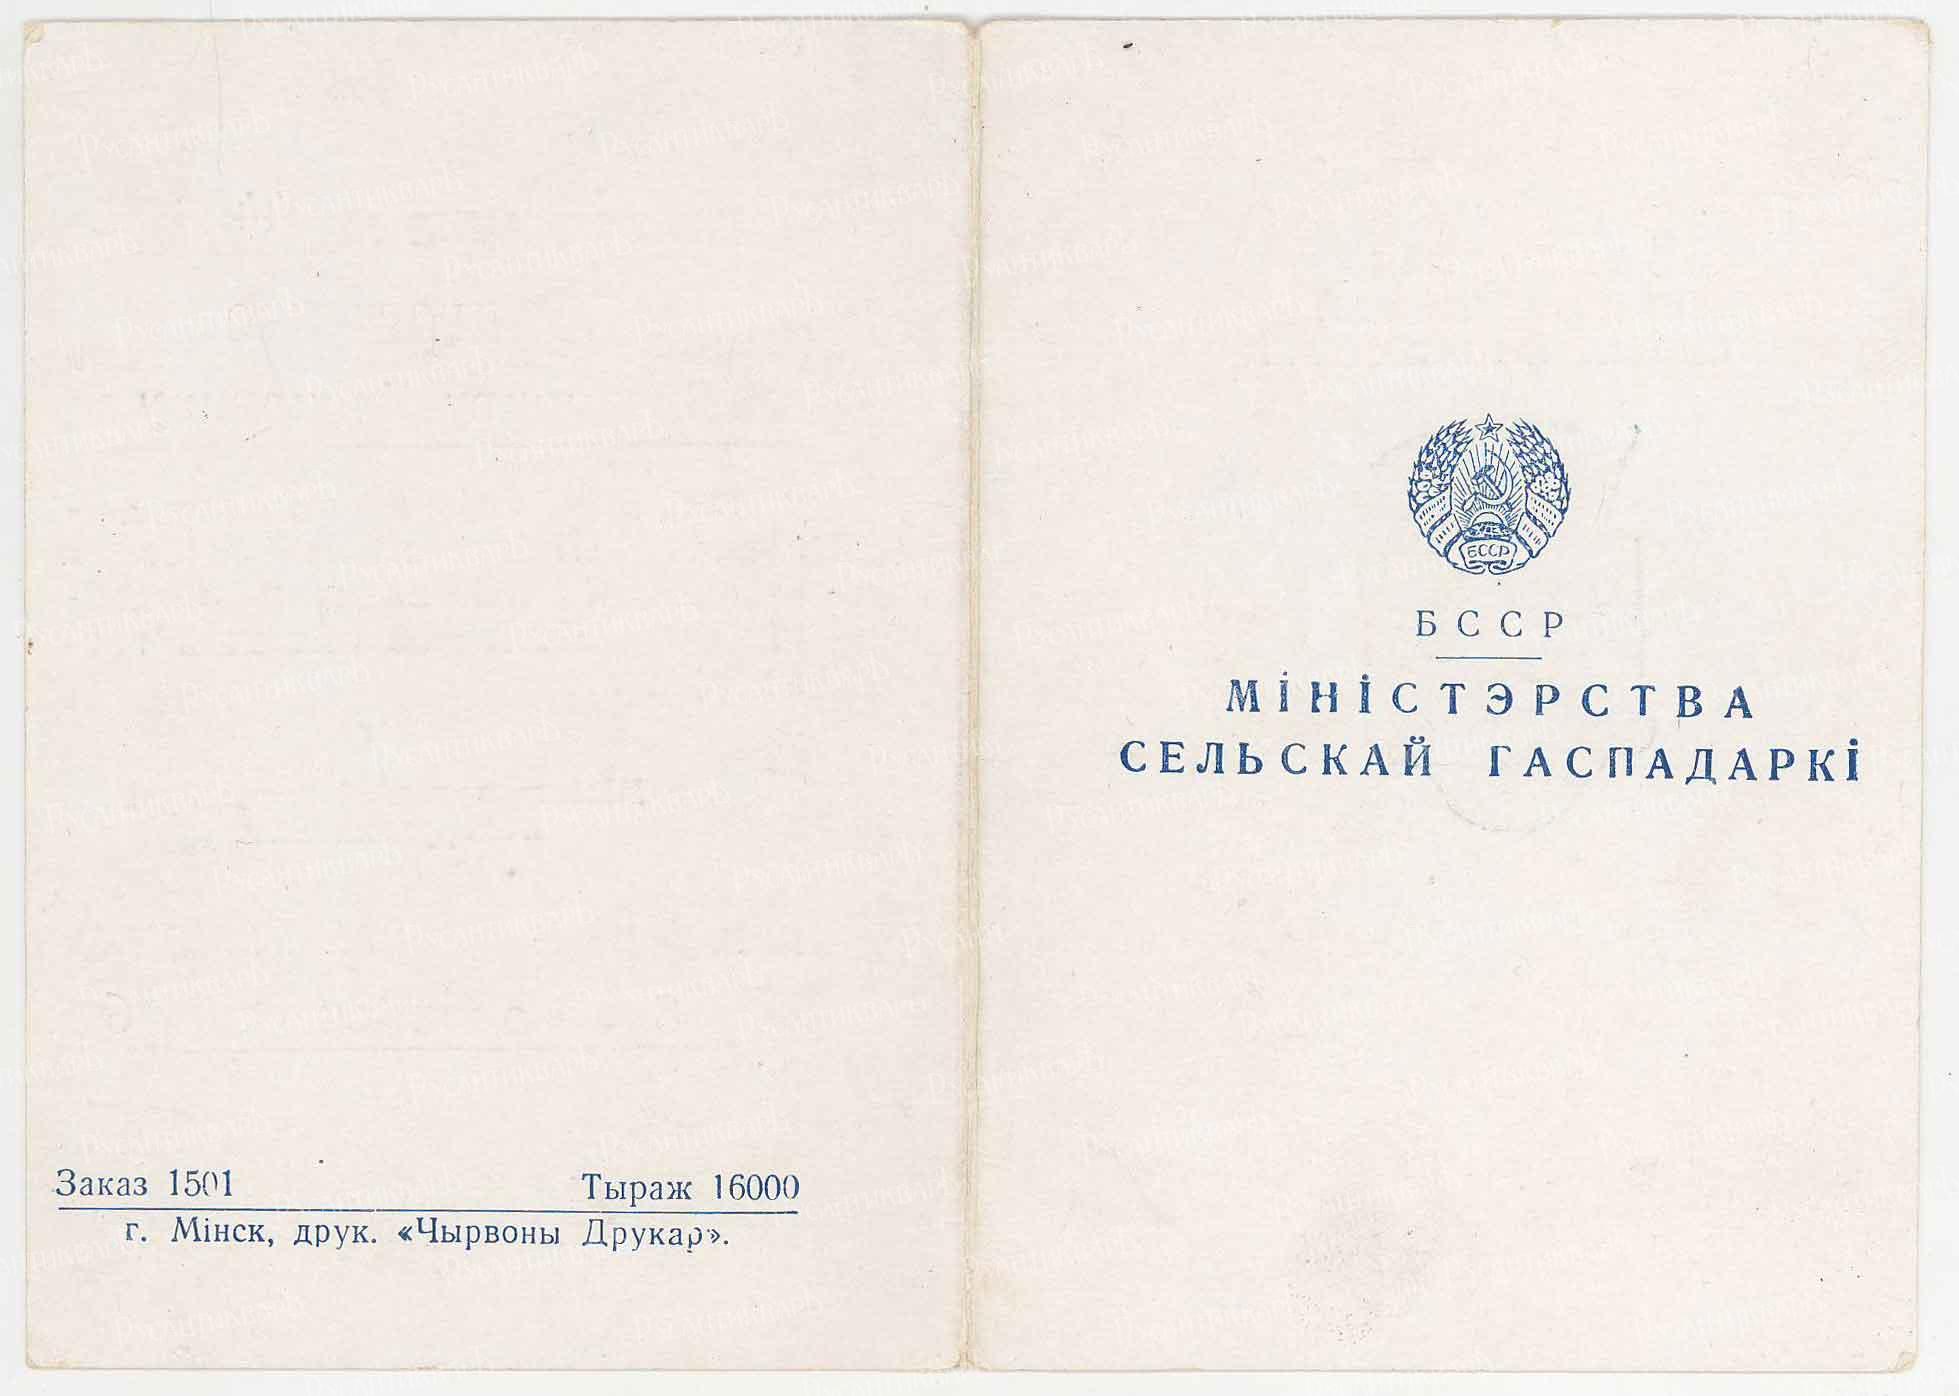 Заказ 1501 Тыраж 16000
г. Мінск, друк. «Чырвоны Друкар».
БССР
БССР
МІНІСТЭРСТВА
СЕЛЬСКАЙ ГАСПАДАРКІ